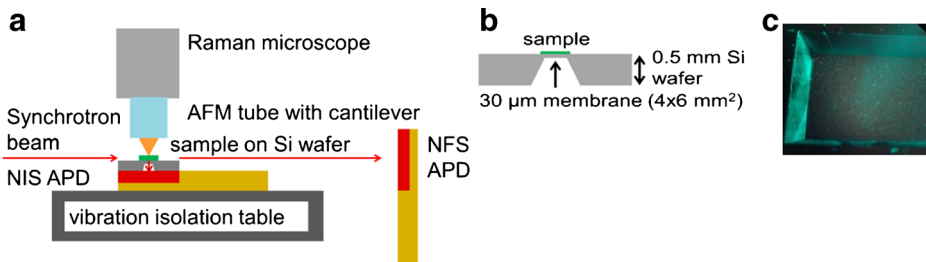 a
Raman microscope
AFM tube with cantilever
Synchrotron
beam
sample on Si wafer
NIS APD
NFS
APD
vibration isolation table
b
sample
0.5 mm Si
wafer
30 µm membrane (4x6 mm²)
c